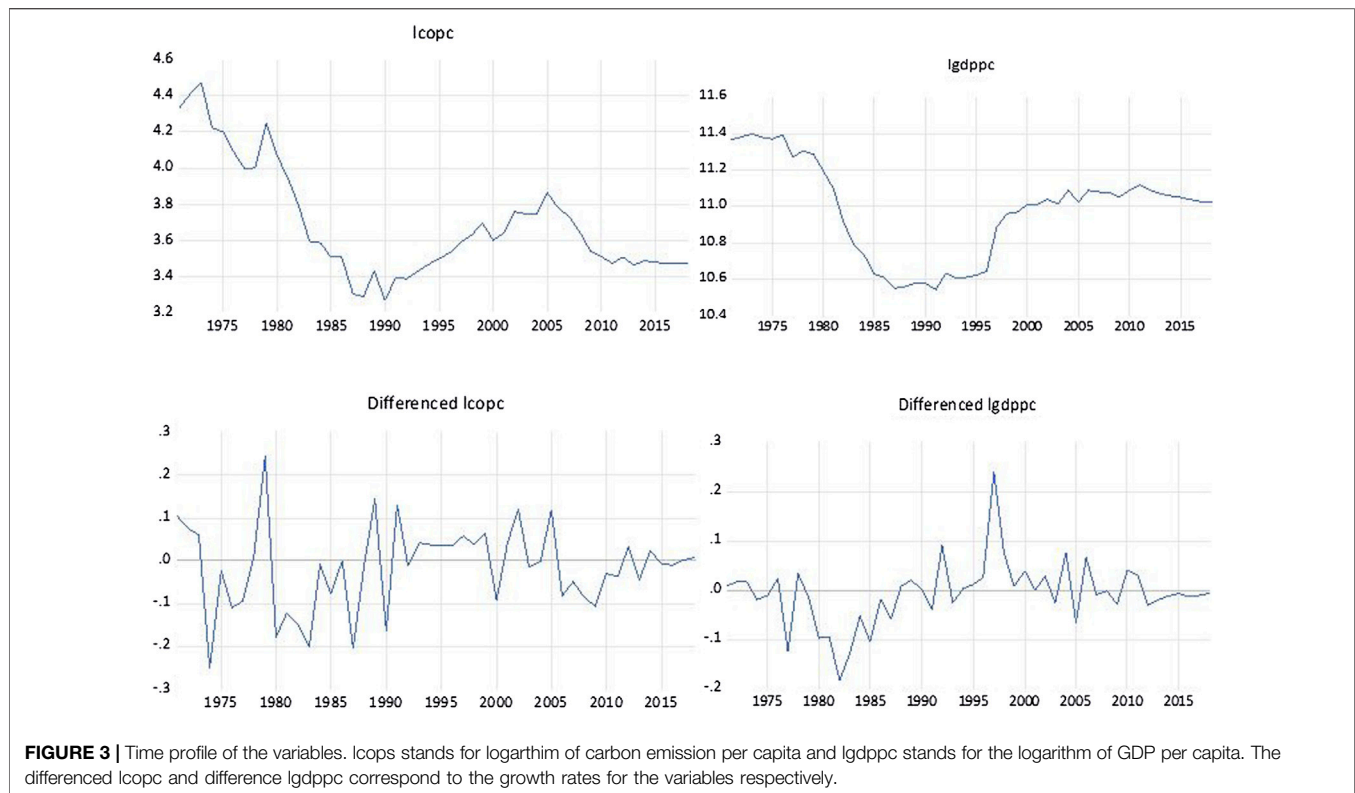 lcopc
4.6
4.4
4.2
4.0
3.8
3.6
3.4
3.2
1975 1980 1985 1990 1995 2000 2005 2010 2015
lgdppc
11.6
11.4
11.2
11.0
10.8
10.6
10.4
1975 1980 1985 1990 1995 2000 2005 2010 2015
Differenced lcopc
.3
.2
.1
.0
-.1
-.2
-.3
1975 1980 1985 1990 1995 2000 2005 2010 2015
Differenced lgdppc
.3
.2
.1
.0
-.1
-.2
1975 1980 1985 1990 1995 2000 2005 2010 2015
FIGURE 3 | Time profile of the variables. lcops stands for logarthim of carbon emission per capita and lgdppc stands for the logarithm of GDP per capita. The
differenced lcopc and difference lgdppc correspond to the growth rates for the variables respectively.